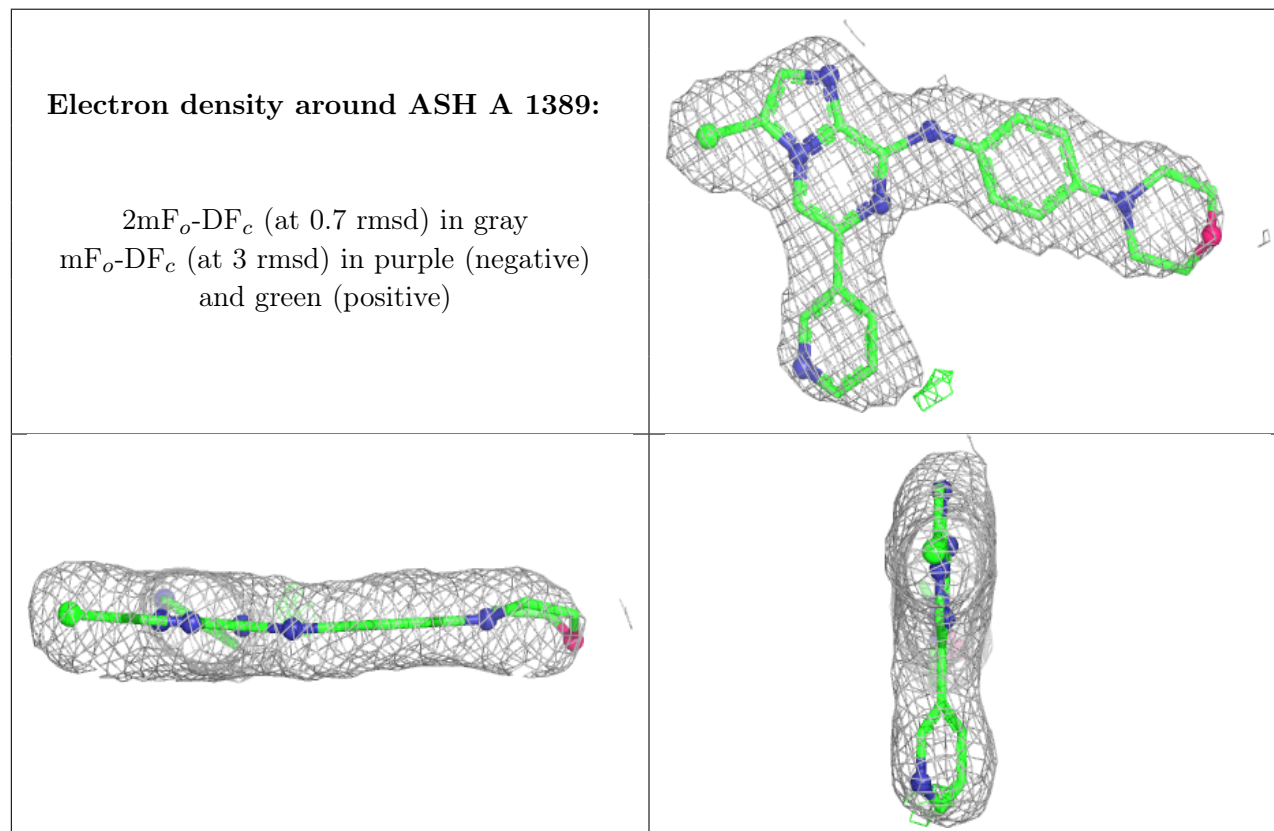 Electron density around ASH A 1389:
2mFo-DFc (at 0.7 rmsd) in gray
mFo-DFc (at 3 rmsd) in purple (negative)
and green (positive)